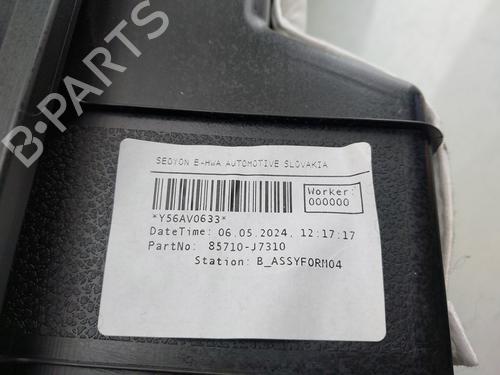 B-PARTS
SEOYON E-HWA AUTOMOTIVE SLOVAKIA
Worker:
000000
*Y56AV0633*
DateTime: 06.05.2024, 12:17:17
PartNo: 85710-J7310
Station: B_ASSYFORM04